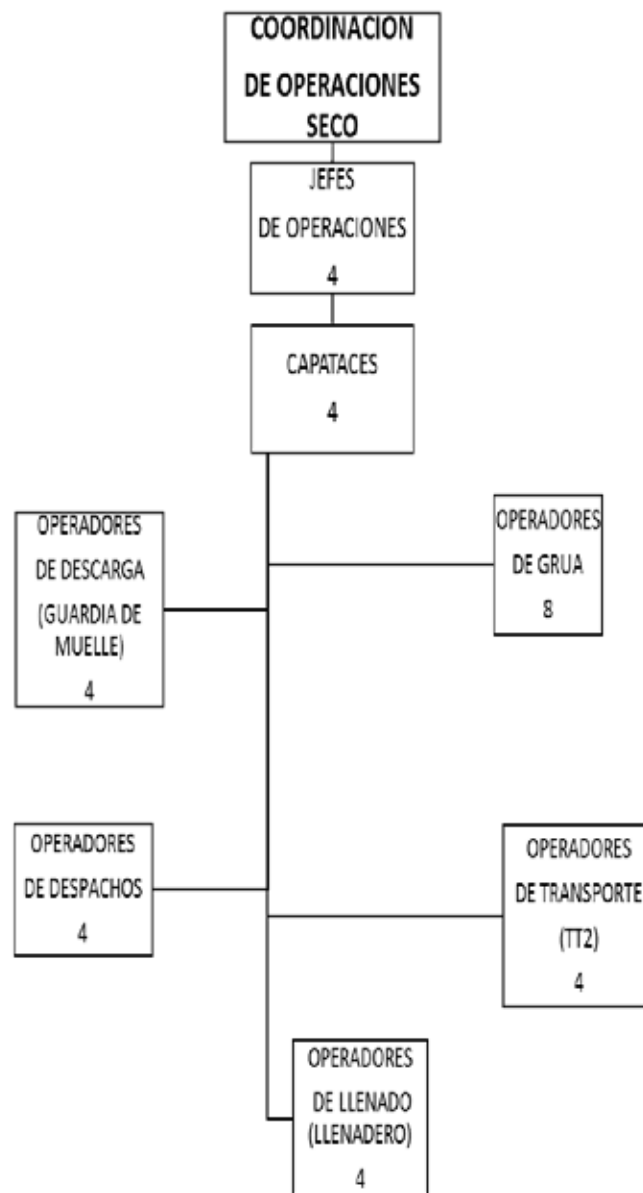 COORDINACION
DE OPERACIONES
SECO
JEFES
DE OPERACIONES
4
CAPATACES
4
OPERADORES
DE DESCARGA
(GUARDIA DE
MUELLE)
4
OPERADORES
DE GRUA
8
OPERADORES
DE DESPACHOS
4
OPERADORES
DE TRANSPORTE
(TT2)
4
OPERADORES
DE LLENADO
(LLENADERO)
4